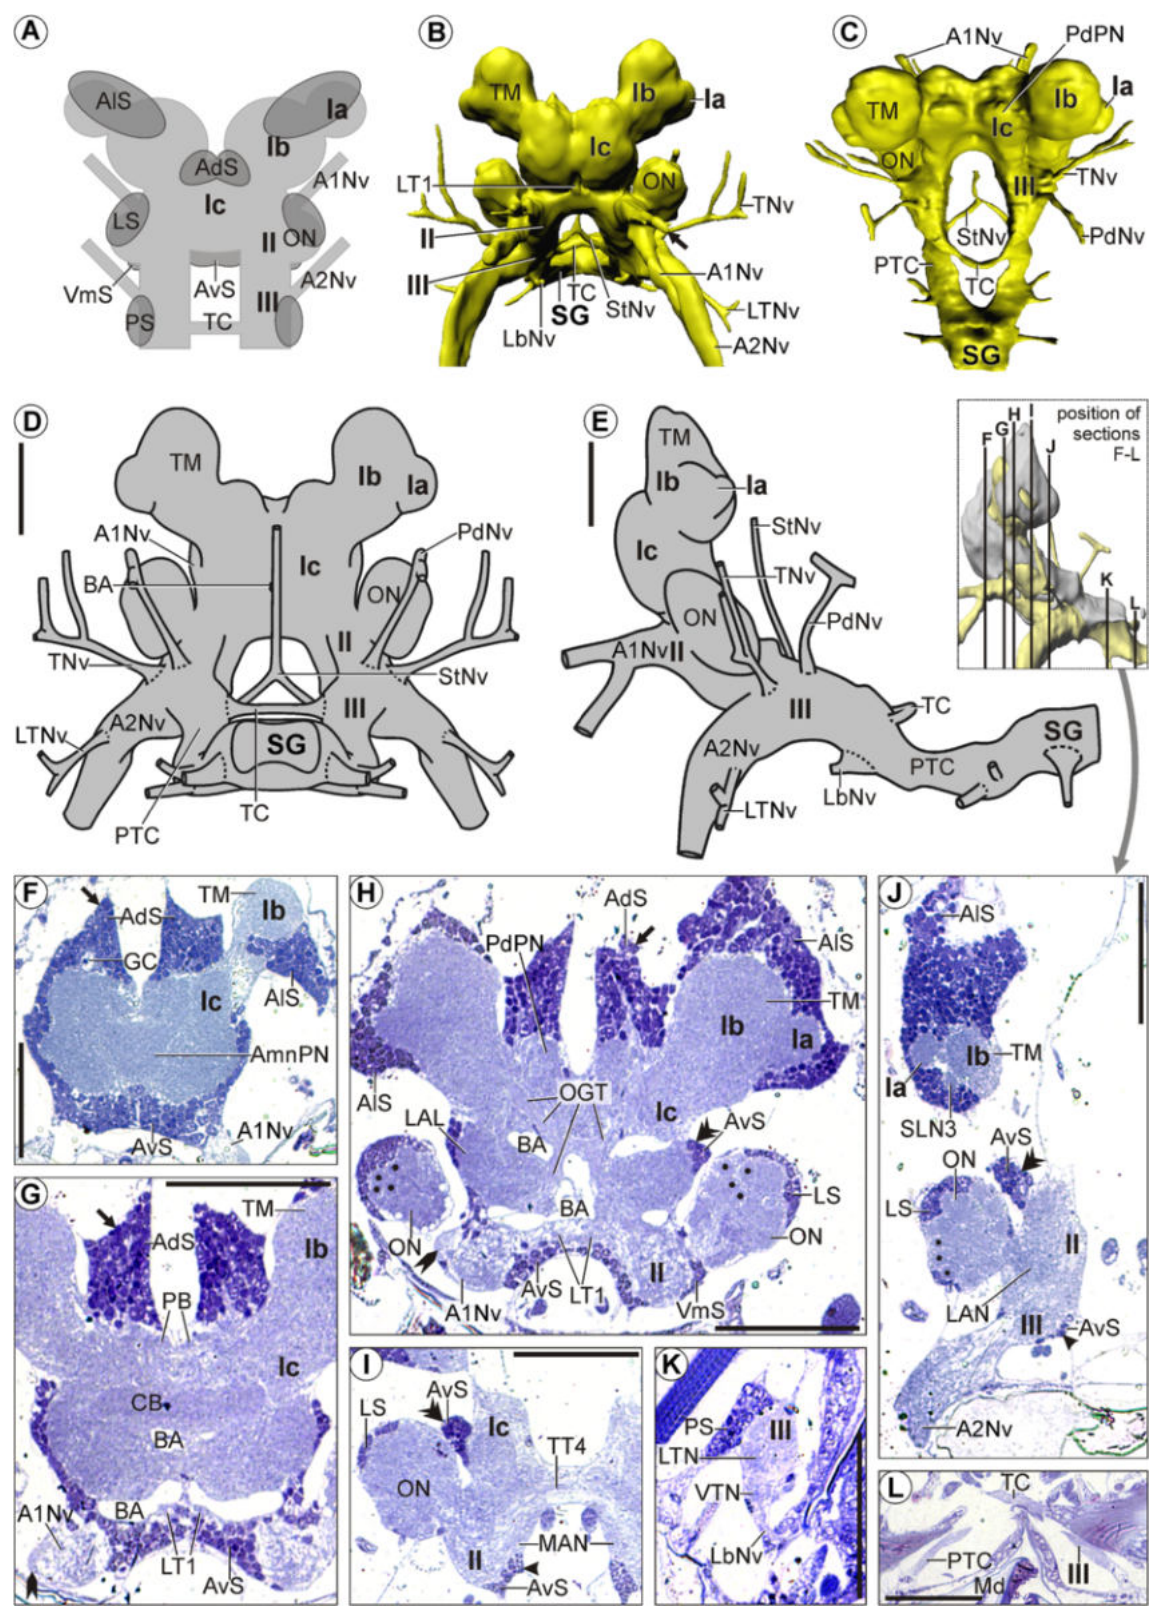 A
AlS
Ia
Ib
AdS
A1Nv
Ic
LS
II
ON
VmS
AvS
A2Nv
III
PS
TC
B
TM
Ib
Ia
Ic
LT1
ON
TNv
II
III
A1Nv
TC
StNv
SG
LTNv
LbNv
A2Nv
C
A1Nv
PdPN
TM
Ib
Ia
Ic
ON
III
TNv
StNv
PdNv
PTC
TC
SG
D
TM
Ib
Ia
A1Nv
PdNv
Ic
BA
ON
II
TNv
StNv
A2Nv
III
LTNv
SG
TC
PTC
E
TM
Ib
Ia
StNv
Ic
TNv
ON
PdNv
A1Nv
II
III
TC
SG
A2Nv
PTC
LbNv
LTNv
position of
sections
F-L
F
G
H
I
J
K
L
F
TM
Ib
AdS
GC
Ic
AlS
AmnPN
AvS
A1Nv
G
TM
AdS
Ib
PB
Ic
CB
BA
A1Nv
BA
LT1
AvS
H
AdS
PdPN
AlS
TM
Ib
Ia
AlS
OGT
Ic
LAL
BA
AvS
LS
BA
ON
ON
AvS
LT1
II
A1Nv
VmS
I
LS
AvS
Ic
TT4
ON
MAN
II
AvS
J
AlS
Ib
TM
Ia
SLN3
ON
AvS
LS
II
LAN
III
AvS
A2Nv
K
PS
III
LTN
VTN
LbNv
L
TC
PTC
Md
III